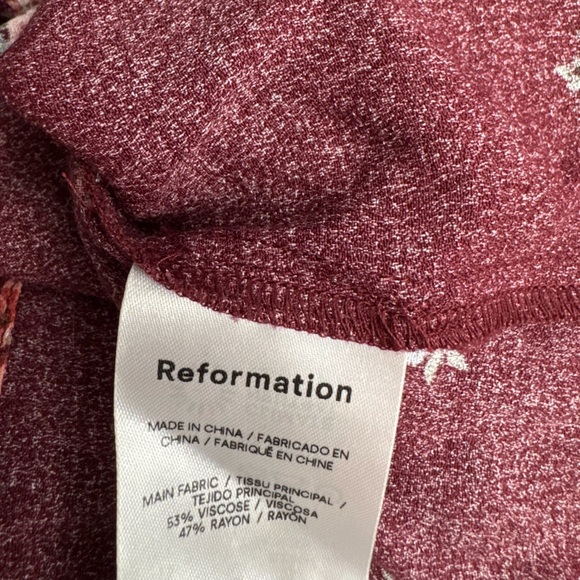 Reformation
MADE IN CHINA / FABRICADO EN
CHINA / FABRIQUÉ EN CHINE
MAIN FABRIC / TISSU PRINCIPAL /
TEJIDO PRINCIPAL
53% VISCOSE / VISCOSA
47% RAYON / RAYÓN